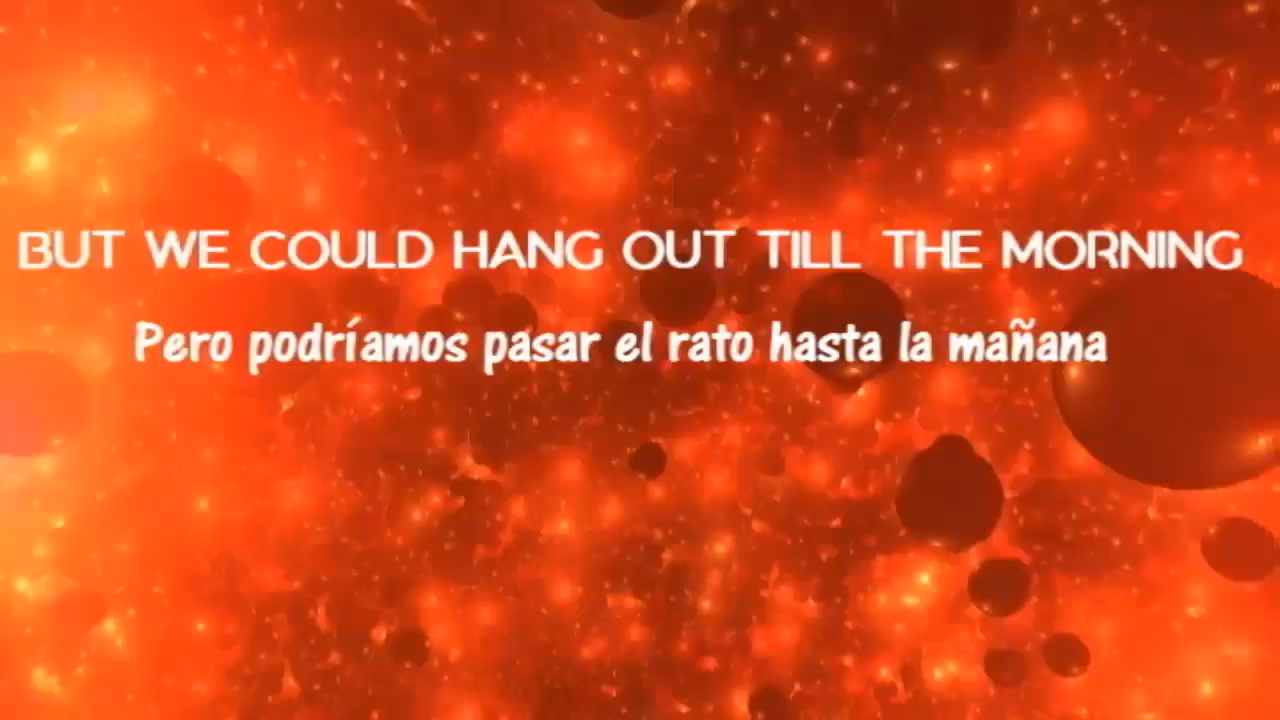 BUT WE COULD HANG OUT TILL THE MORNING
Pero podríamos pasar el rato hasta la mañana